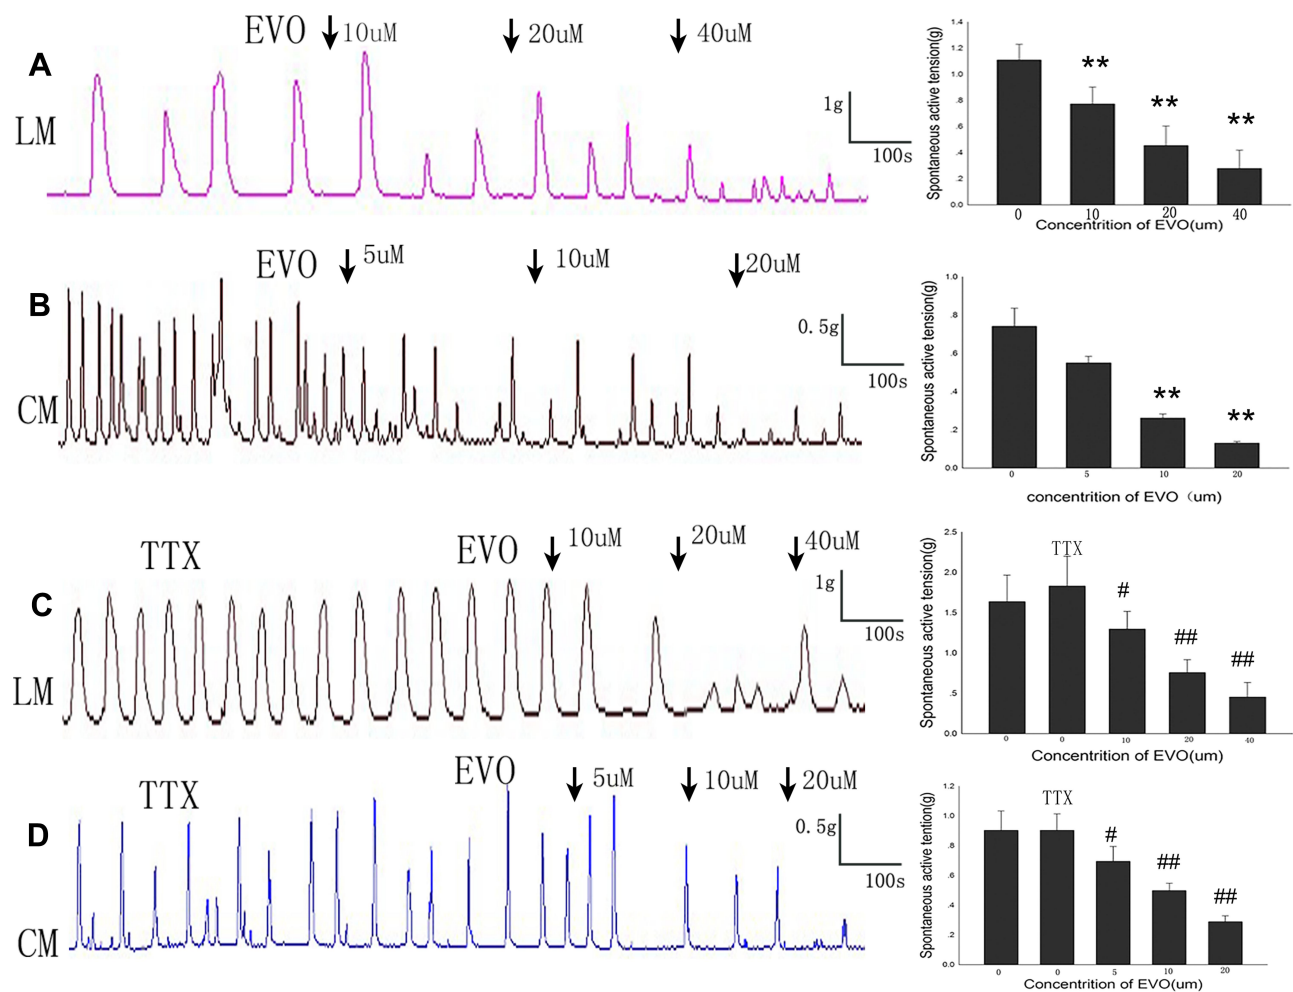 A
LM
EVO
10uM
20uM
40uM
1g
100s
Spontaneous active tension(g)
1.4
1.2
1.0
.8
.6
.4
.2
0.0
**
**
**
0 10 20 40
Concentrition of EVO(um)
B
CM
EVO
5uM
10uM
20uM
0.5g
100s
Spontaneous active tension(g)
1.0
.8
.6
.4
.2
0.0
**
**
0 5 10 20
concentrition of EVO（um)
C
LM
TTX
EVO
10uM
20uM
40uM
1g
100s
Spontaneous active tension(g)
2.5
2.0
1.5
1.0
.5
0.0
TTX
#
##
##
0 0 10 20 40
Concentrition of EVO(um)
D
CM
TTX
EVO
5uM
10uM
20uM
0.5g
100s
Spontaneous active tention(g)
1.2
1.0
.8
.6
.4
.2
0.0
TTX
#
##
##
0 0 5 10 20
Concentrition of EVO(um)